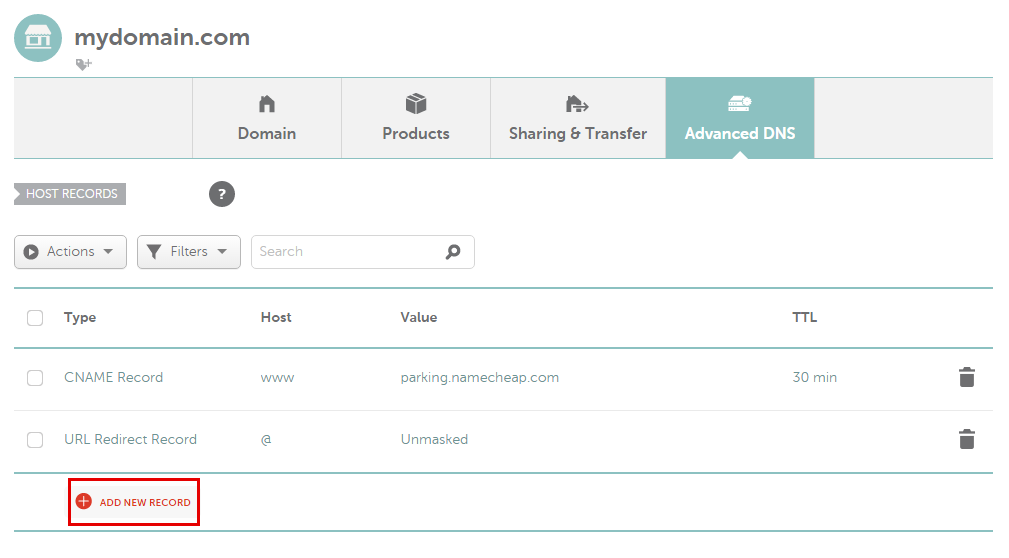 mydomain.com
Domain
Products
Sharing & Transfer
Advanced DNS
HOST RECORDS
?
Actions
Filters
Search
Type Host Value TTL
CNAME Record www parking.namecheap.com 30 min
URL Redirect Record @ Unmasked
ADD NEW RECORD